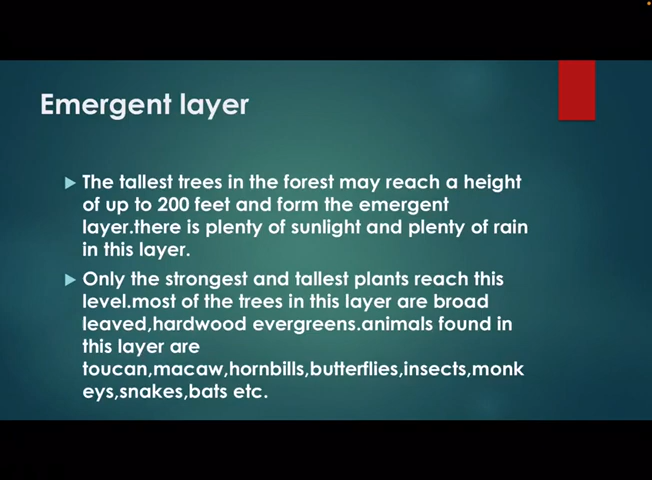 Emergent layer
The tallest trees in the forest may reach a height
of up to 200 feet and form the emergent
layer.there is plenty of sunlight and plenty of rain
in this layer.
Only the strongest and tallest plants reach this
level.most of the trees in this layer are broad
leaved,hardwood evergreens.animals found in
this layer are
toucan,macaw,hornbills,butterflies,insects,monk
eys,snakes,bats etc.